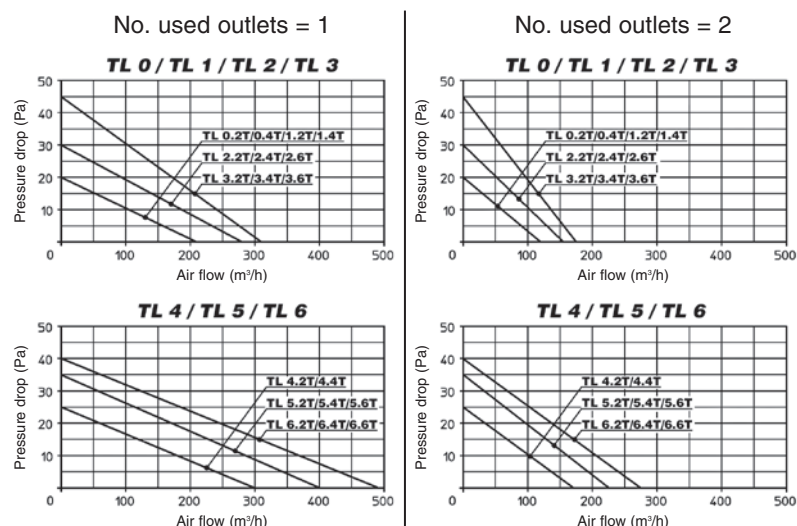 No. used outlets = 1
TL 0 / TL 1 / TL 2 / TL 3
Pressure drop (Pa)
50
40
30
20
10
TL 0.2T/0.4T/1.2T/1.4T
TL 2.2T/2.4T/2.6T
TL 3.2T/3.4T/3.6T
0 100 200 300 400 500
Air flow (m³/h)
TL 4 / TL 5 / TL 6
Pressure drop (Pa)
50
40
30
20
10
TL 4.2T/4.4T
TL 5.2T/5.4T/5.6T
TL 6.2T/6.4T/6.6T
0 100 200 300 400 500
Air flow (m³/h)
No. used outlets = 2
TL 0 / TL 1 / TL 2 / TL 3
Pressure drop (Pa)
50
40
30
20
10
TL 0.2T/0.4T/1.2T/1.4T
TL 2.2T/2.4T/2.6T
TL 3.2T/3.4T/3.6T
0 100 200 300 400 500
Air flow (m³/h)
TL 4 / TL 5 / TL 6
Pressure drop (Pa)
50
40
30
20
10
TL 4.2T/4.4T
TL 5.2T/5.4T/5.6T
TL 6.2T/6.4T/6.6T
0 100 200 300 400 500
Air flow (m³/h)